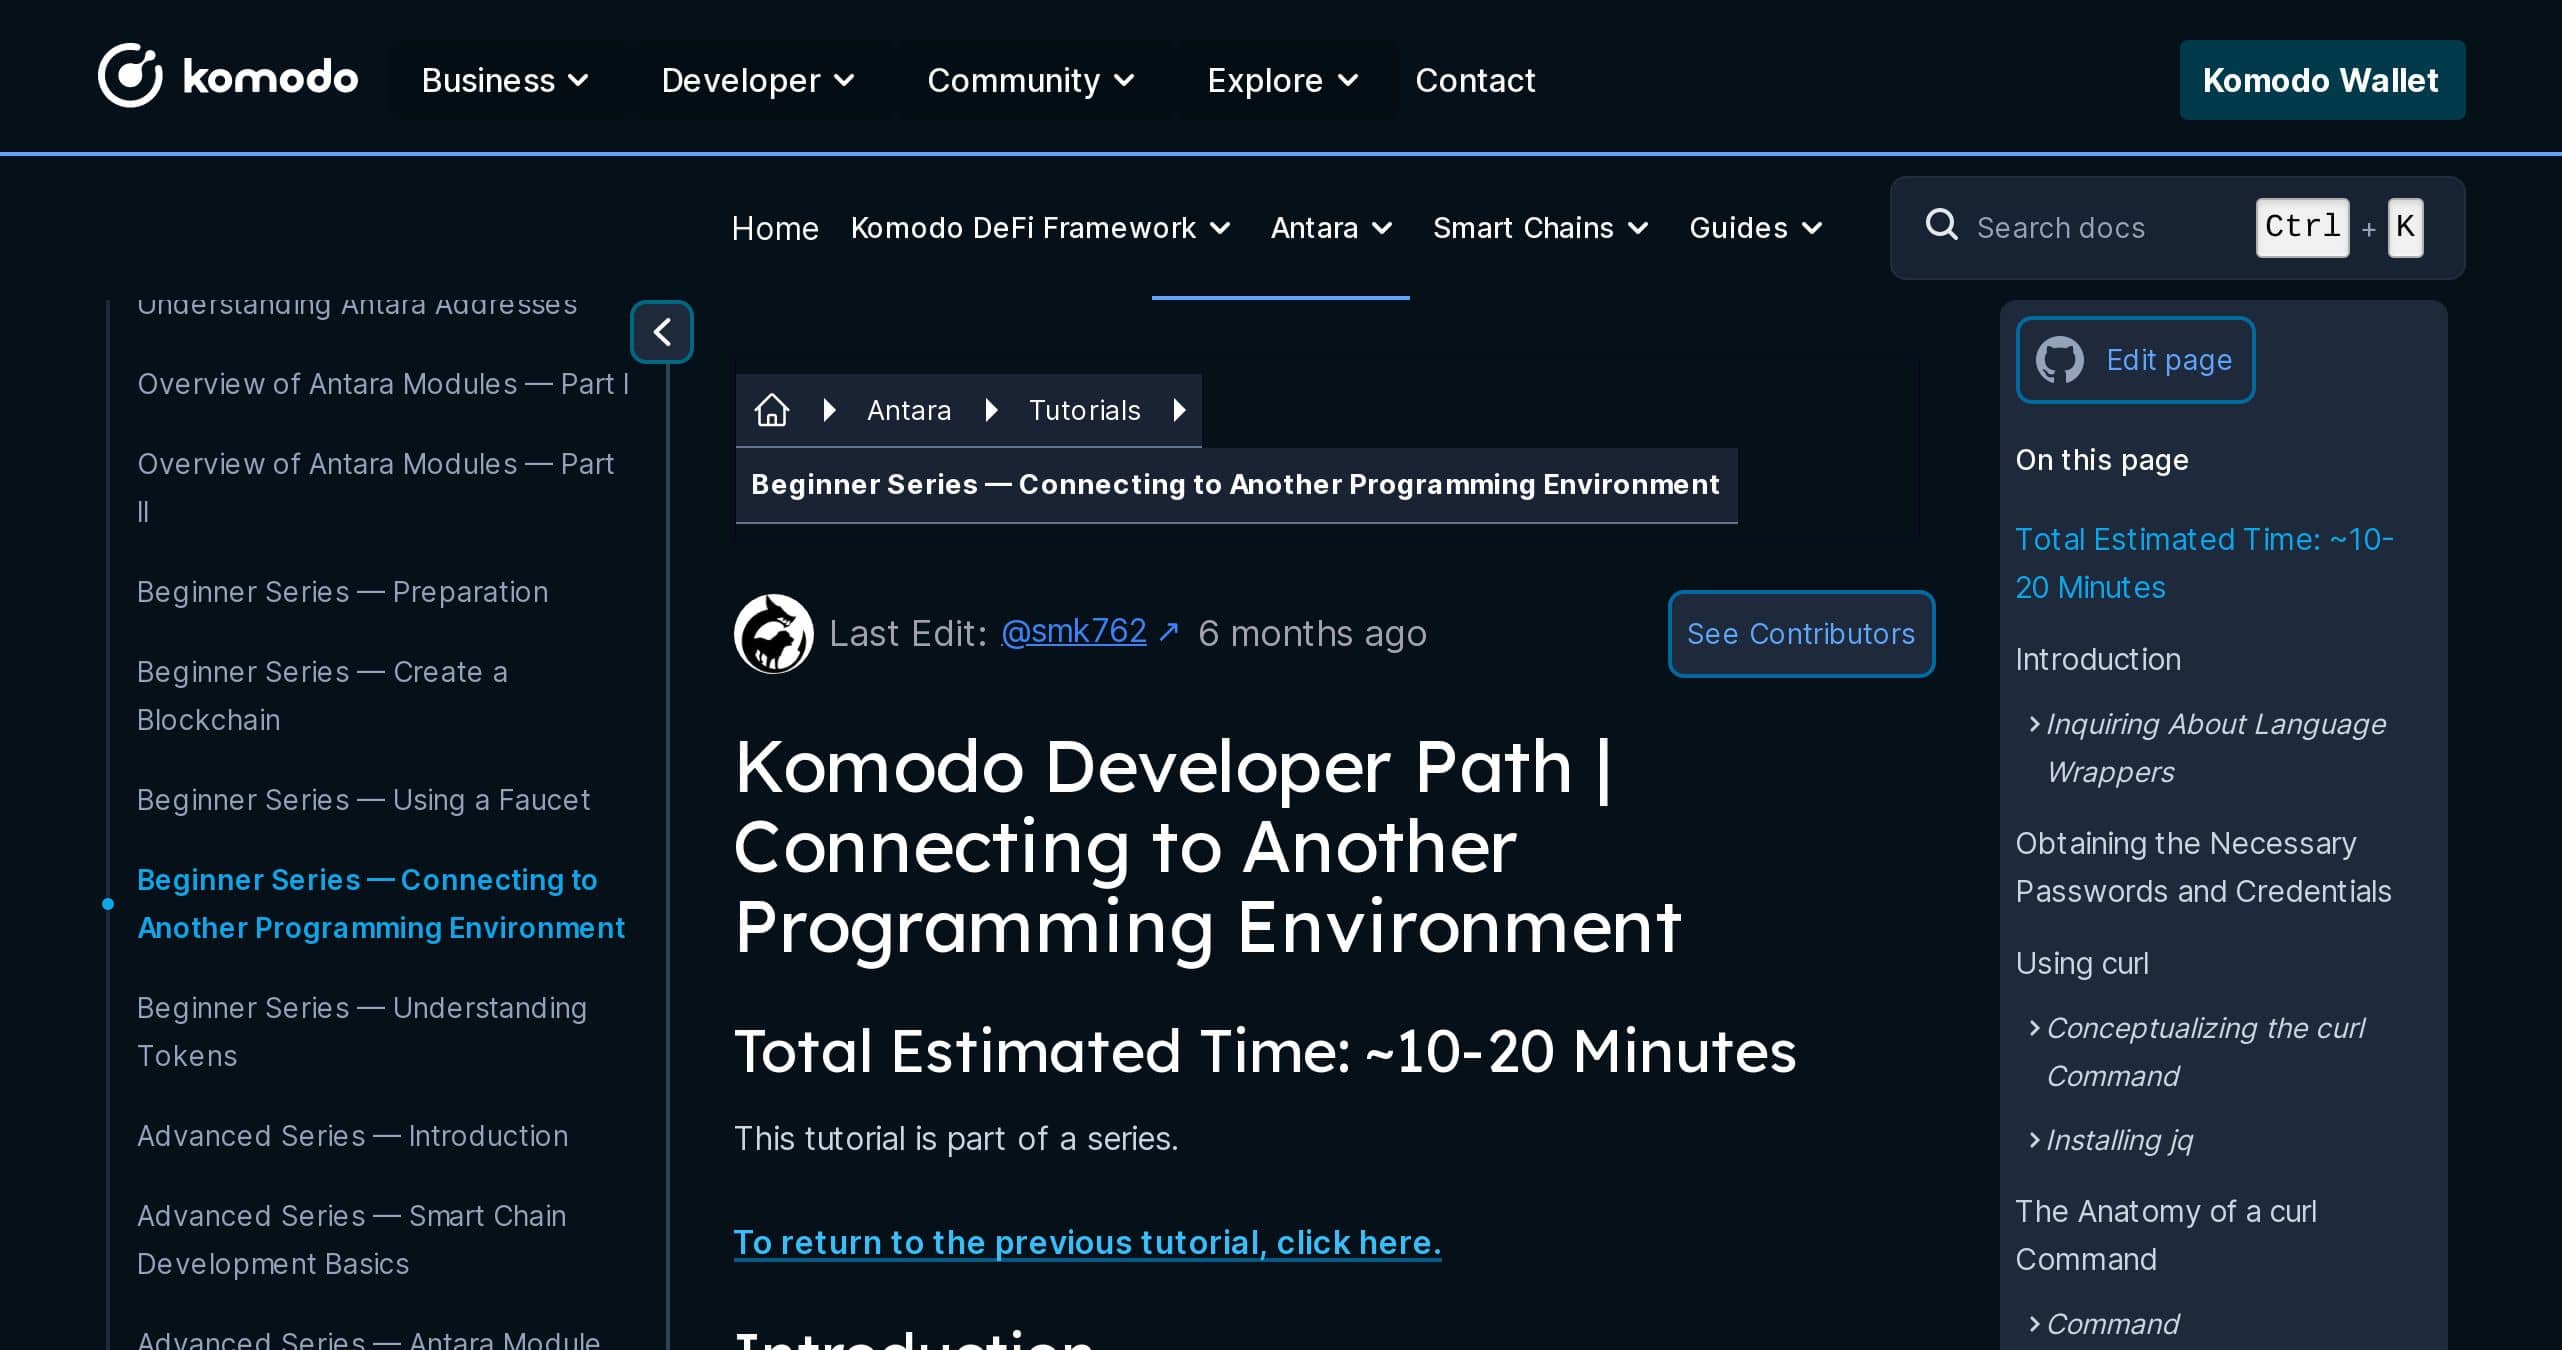 komodo
Business
Developer
Community
Explore
Contact
Komodo Wallet
Home
Komodo DeFi Framework
Antara
Smart Chains
Guides
Search docs
Ctrl + K
Understanding Antara Addresses
Overview of Antara Modules — Part I
Overview of Antara Modules — Part
II
Beginner Series — Preparation
Beginner Series — Create a
Blockchain
Beginner Series — Using a Faucet
Beginner Series — Connecting to
Another Programming Environment
Beginner Series — Understanding
Tokens
Advanced Series — Introduction
Advanced Series — Smart Chain
Development Basics
Advanced Series — Antara Module
Antara
Tutorials
Beginner Series — Connecting to Another Programming Environment
Last Edit: @smk762 ↗ 6 months ago
See Contributors
Komodo Developer Path |
Connecting to Another
Programming Environment
Total Estimated Time: ~10-20 Minutes
This tutorial is part of a series.
To return to the previous tutorial, click here.
Introduction
Edit page
On this page
Total Estimated Time: ~10-
20 Minutes
Introduction
Inquiring About Language
Wrappers
Obtaining the Necessary
Passwords and Credentials
Using curl
Conceptualizing the curl
Command
Installing jq
The Anatomy of a curl
Command
Command